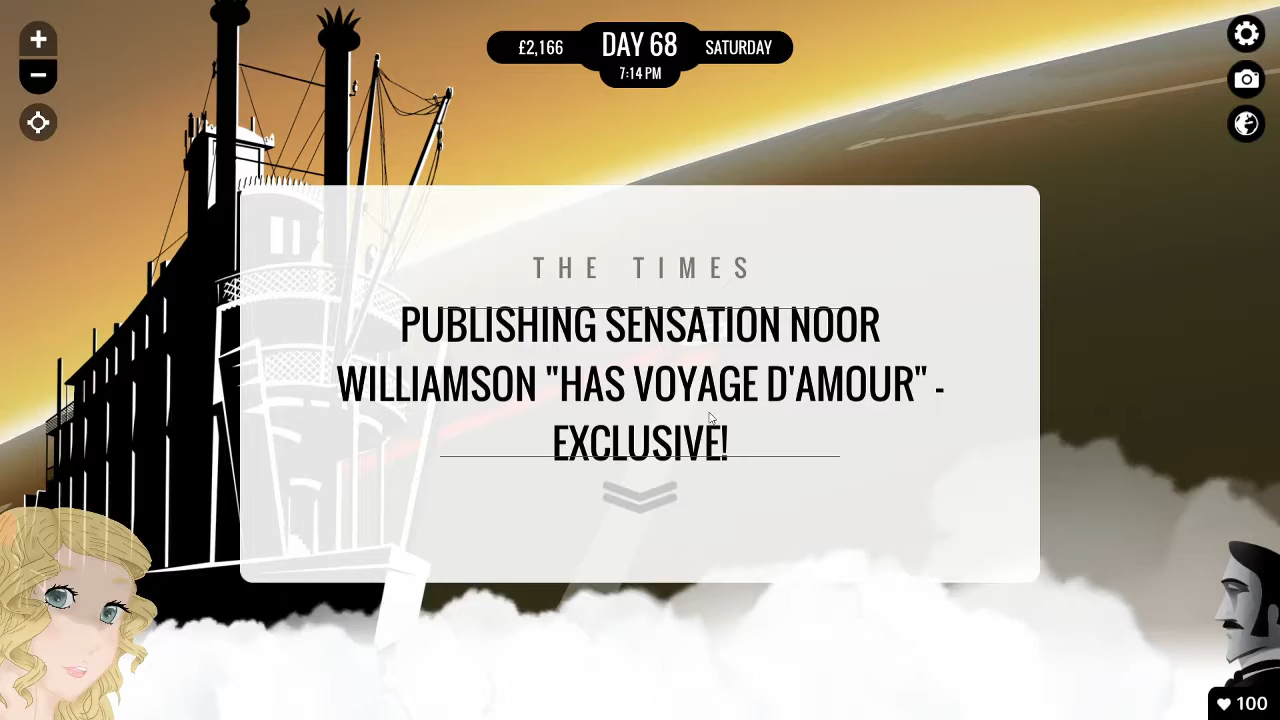 £2,166
DAY 68
SATURDAY
7:14 PM
THE TIMES
PUBLISHING SENSATION NOOR
WILLIAMSON "HAS VOYAGE D'AMOUR" -
EXCLUSIVE!
100